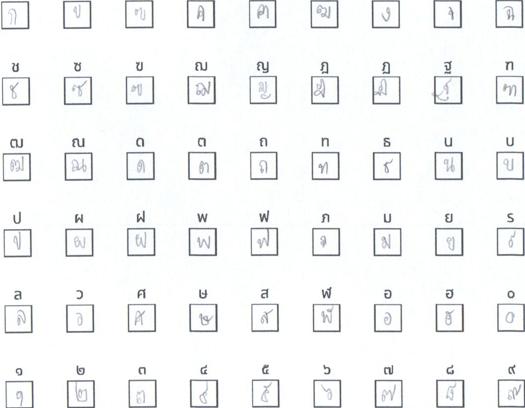 ก ข ฃ ค ฅ ฆ ง จ ฉ
ช ซ ฃ ฌ ญ ฎ ฏ ฐ ฑ
ช ซ ฃ ฌ ญ ฎ ฏ ฐ ฑ
ฒ ณ ด ต ถ ท ธ น บ
ฒ ณ ด ต ถ ท ธ น บ
ป ผ ฝ พ ฟ ภ ม ย ร
ป ผ ฝ พ ฟ ภ ม ย ร
ล ว ศ ษ ส ฬ อ ฮ ๐
ล ว ศ ษ ส ฬ อ ฮ ๐
๑ ๒ ๓ ๔ ๕ ๖ ๗ ๘ ๙
๑ ๒ ๓ ๔ ๕ ๖ ๗ ๘ ๙